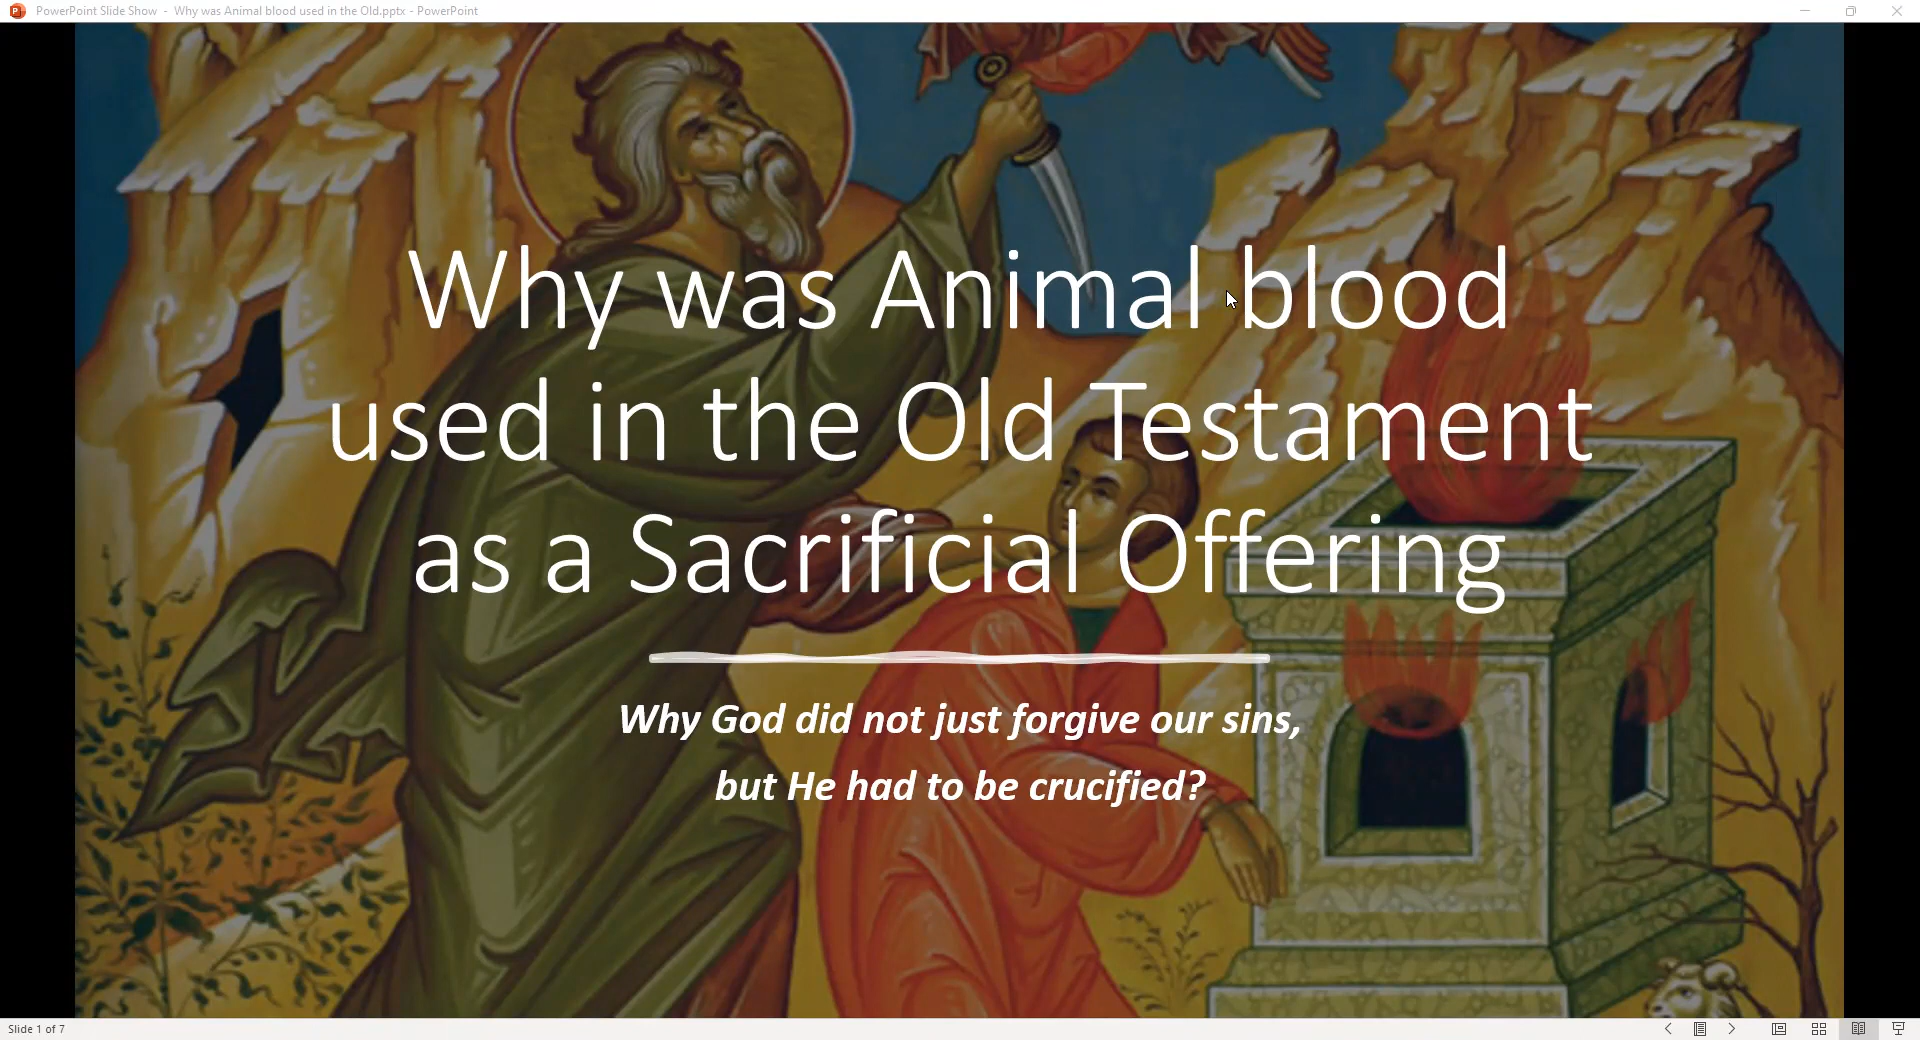 PowerPoint Slide Show - Why was Animal blood used in the Old.pptx - PowerPoint
Why was Animal blood
used in the Old Testament
as a Sacrificial Offering
Why God did not just forgive our sins,
but He had to be crucified?
Slide 1 of 7